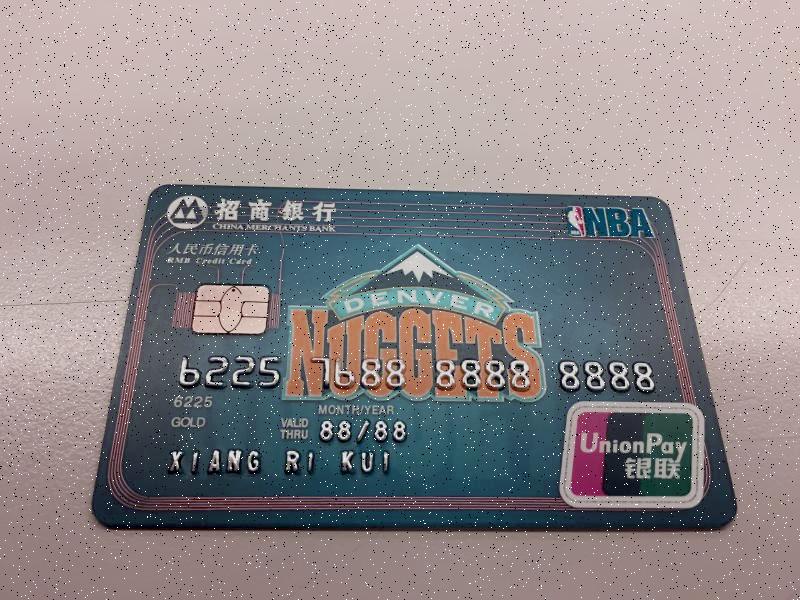 招商银行
CHINA MERCHANTS BANK
NBA
人民币信用卡
RMB Credit Card
DENVER
NUGGETS
6225 7688 8888 8888
6225
MONTH/YEAR
GOLD
VALID THRU 88/88
XIANG RI KUI
UnionPay
银联